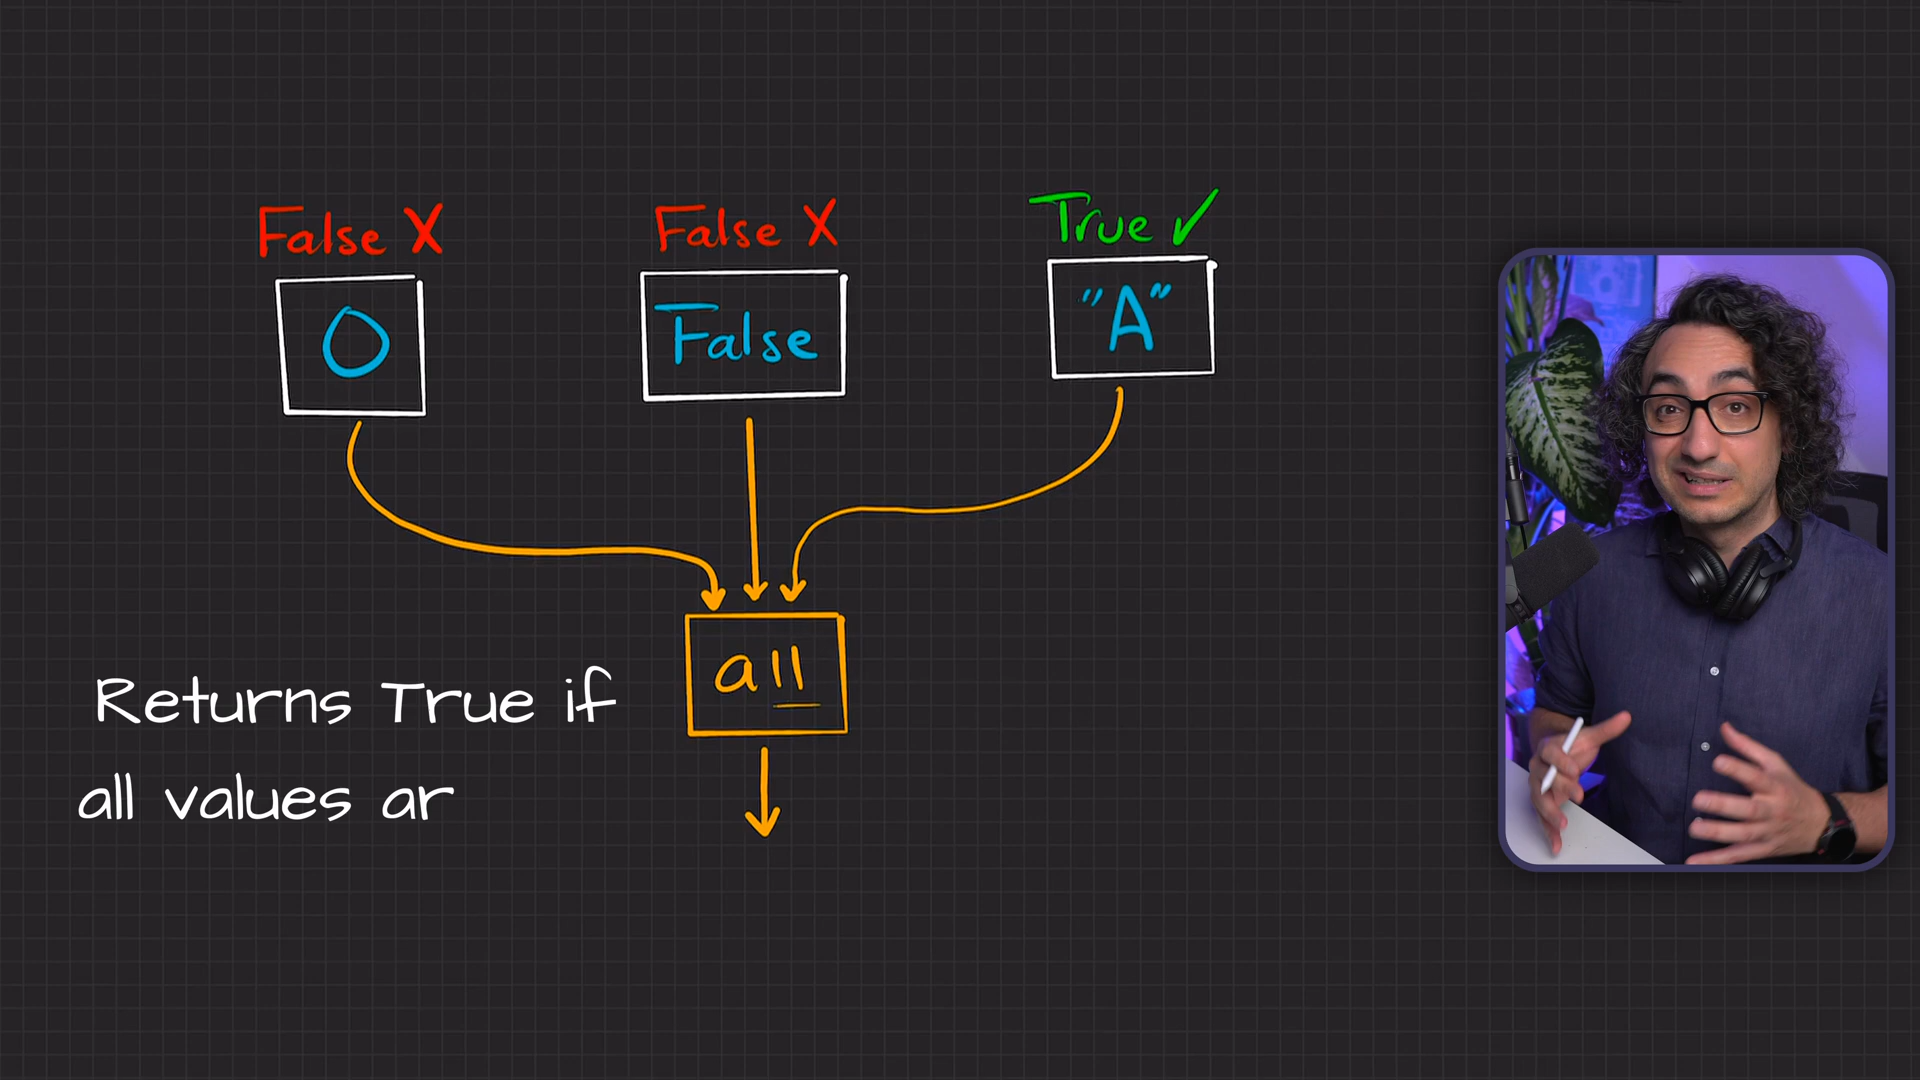 False X
False X
True ✓
0
False
"A"
all
Returns True if
all values ar